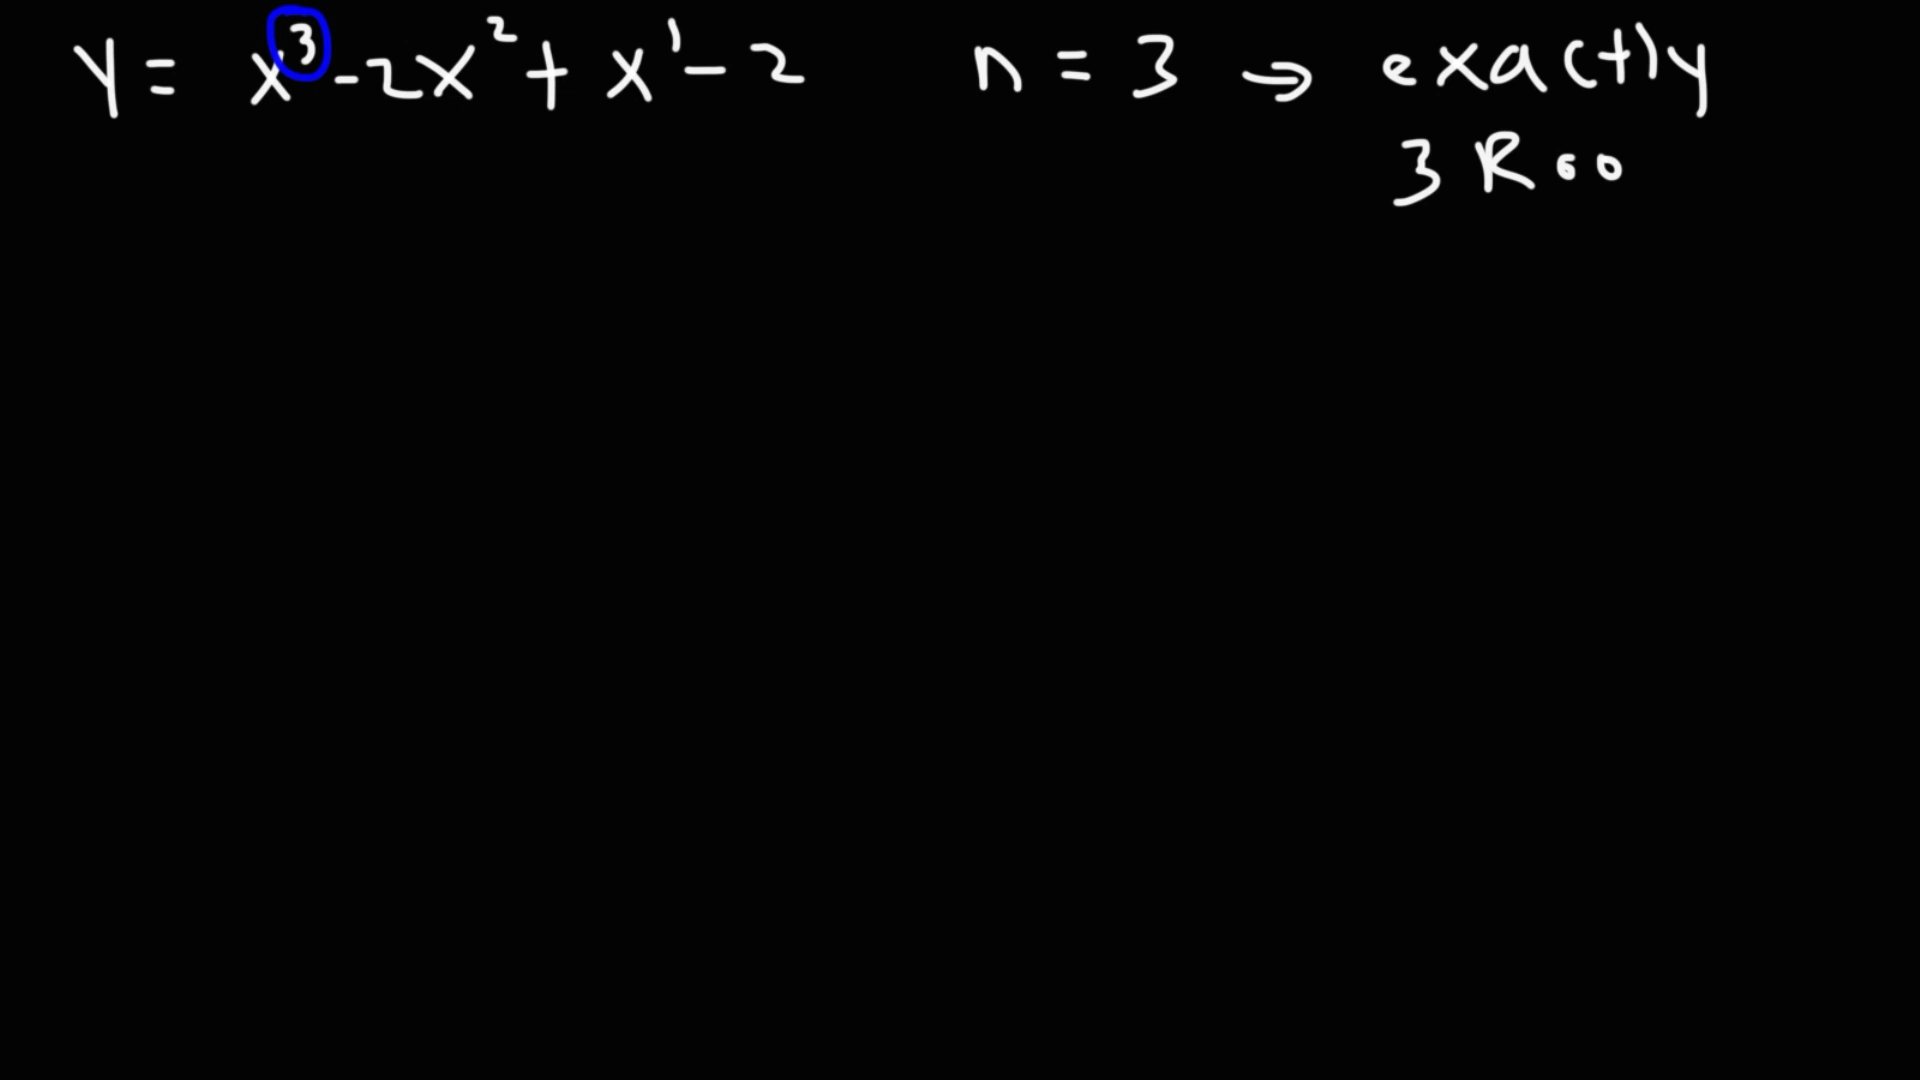 y = x³ - 2x² + x¹ - 2 n = 3 ⇒ exactly
3 Roo